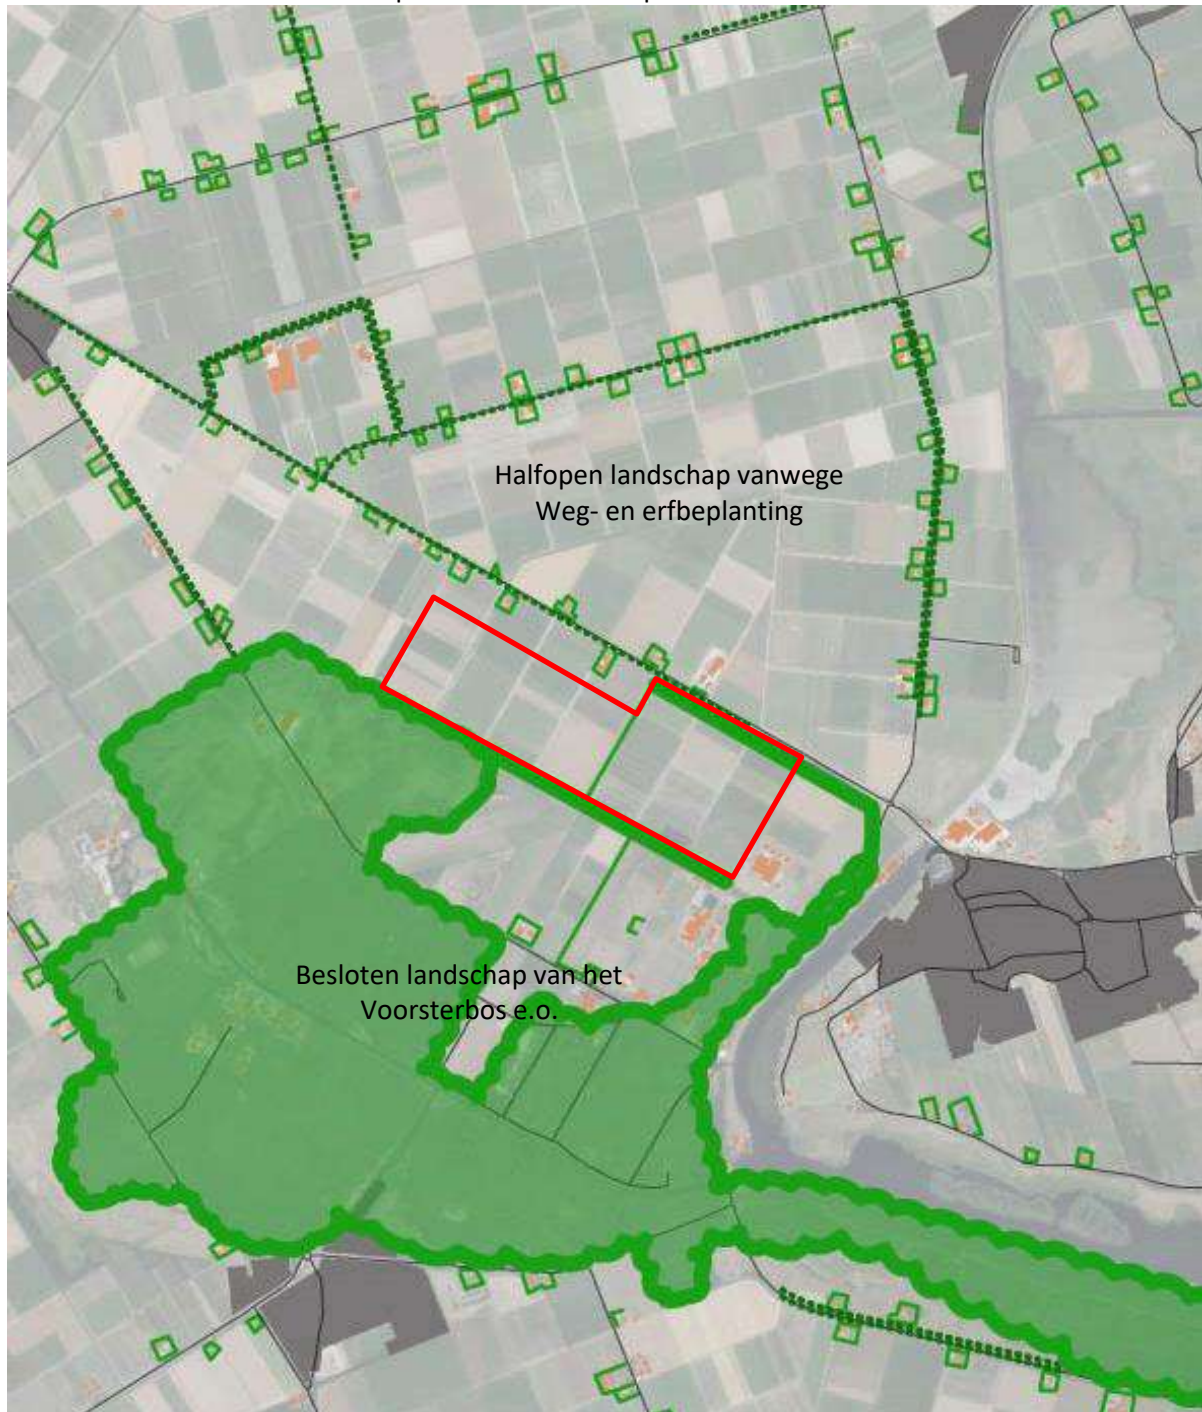 Halfopen landschap vanwege
Weg- en erfbeplanting
Besloten landschap van het
Voorsterbos e.o.